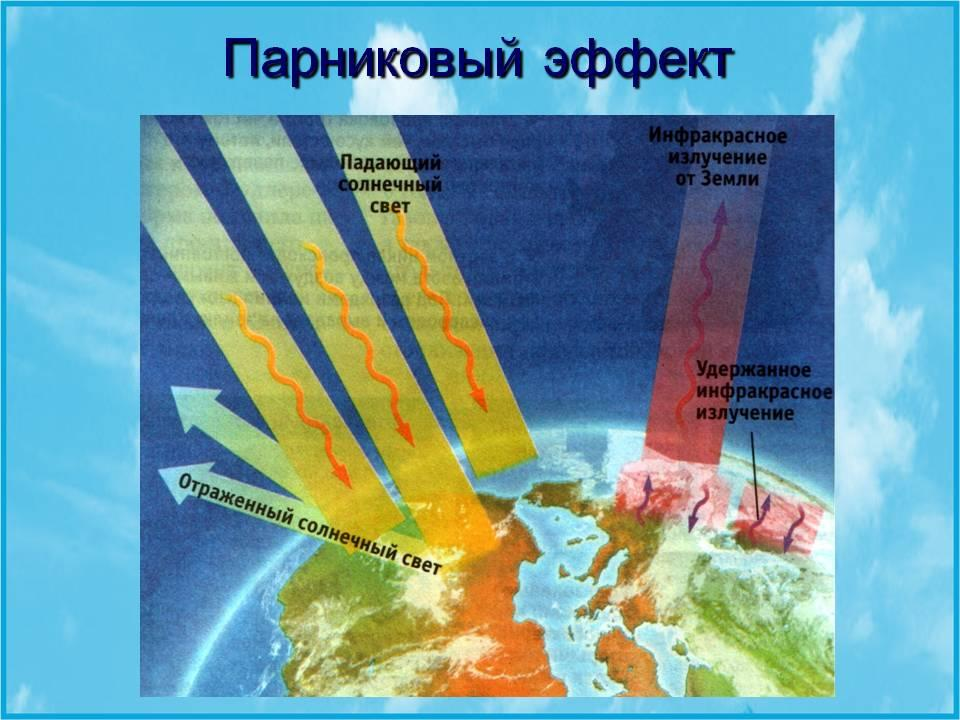 Парниковый эффект
Падающий
солнечный
свет
Инфракрасное
излучение
от Земли
Удержанное
инфракрасное
излучение
Отраженный солнечный свет